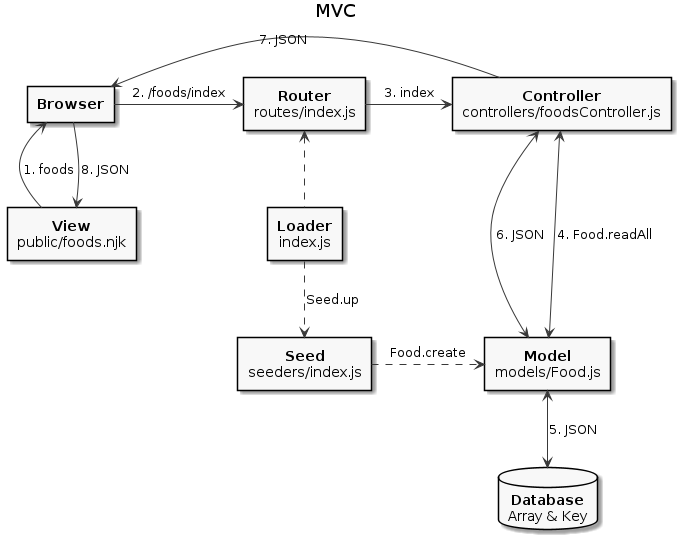 MVC
7. JSON
Browser
2. /foods/index
Router
routes/index.js
3. index
Controller
controllers/foodsController.js
1. foods
8. JSON
View
public/foods.njk
Loader
index.js
6. JSON
4. Food.readAll
Seed.up
Seed
seeders/index.js
Food.create
Model
models/Food.js
5. JSON
Database
Array & Key